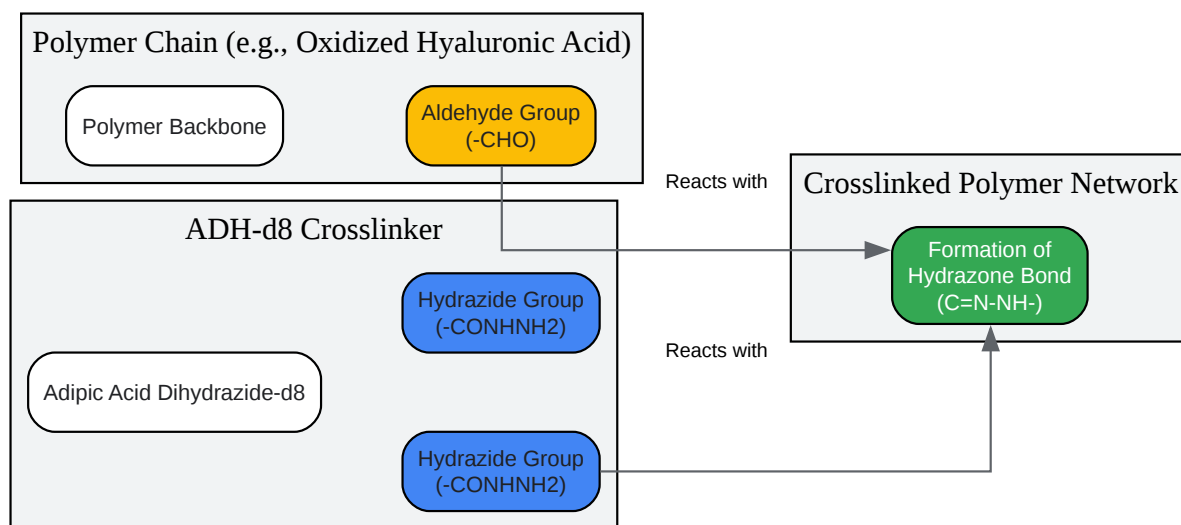 Polymer Chain (e.g., Oxidized Hyaluronic Acid)
Polymer Backbone
Aldehyde Group
(-CHO)
Reacts with
Crosslinked Polymer Network
Formation of
Hydrazone Bond
(C=N-NH-)
ADH-d8 Crosslinker
Hydrazide Group
(-CONHNH2)
Reacts with
Adipic Acid Dihydrazide-d8
Hydrazide Group
(-CONHNH2)